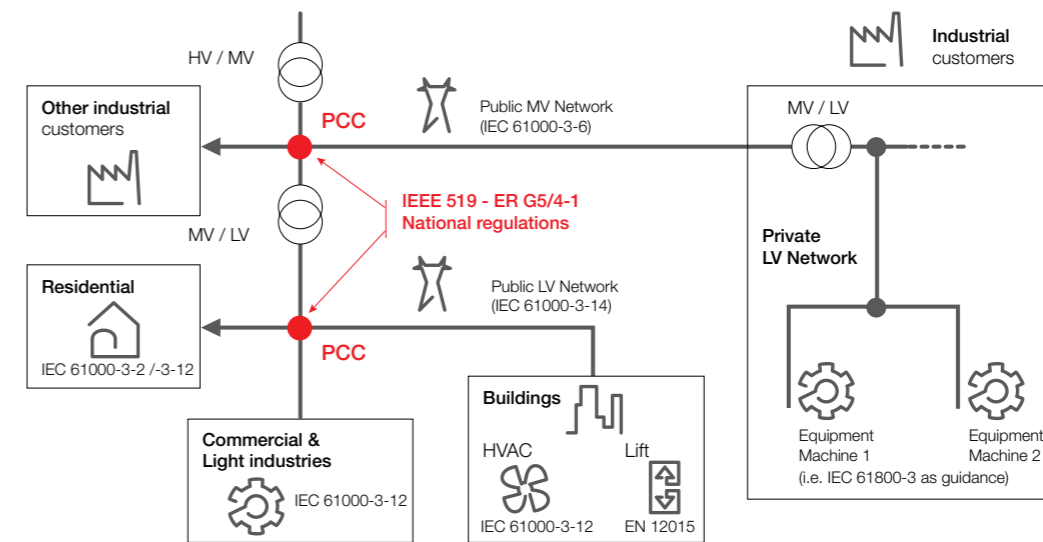 HV / MV
Industrial
customers
Other industrial
customers
PCC
Public MV Network
(IEC 61000-3-6)
MV / LV
IEEE 519 - ER G5/4-1
National regulations
MV / LV
Private
LV Network
Residential
IEC 61000-3-2 /-3-12
Public LV Network
(IEC 61000-3-14)
PCC
Commercial &
Light industries
IEC 61000-3-12
Buildings
HVAC
Lift
IEC 61000-3-12
EN 12015
Equipment
Machine 1
Equipment
Machine 2
(i.e. IEC 61800-3 as guidance)